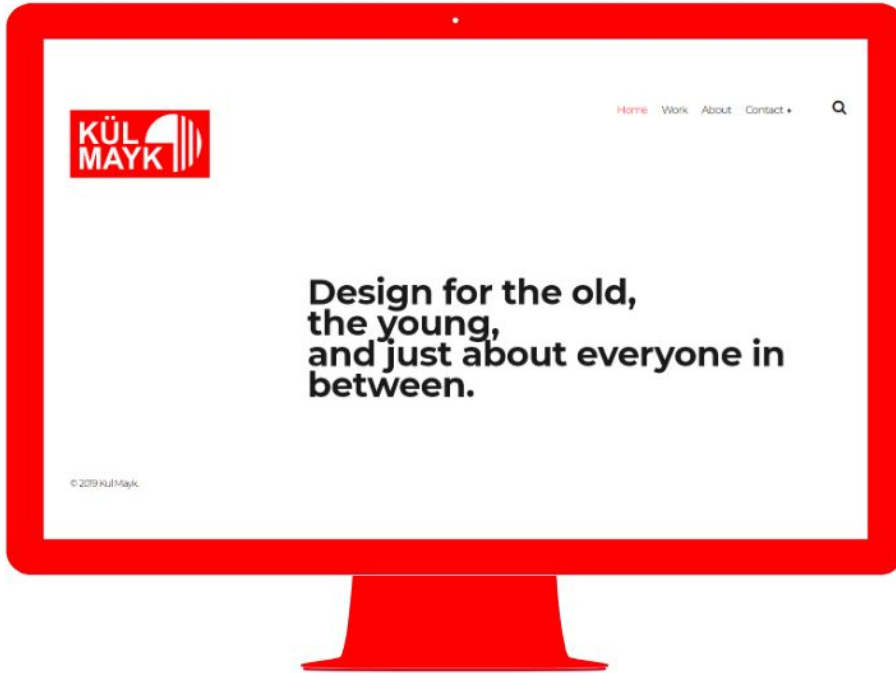 KÜL
MAYK
Home Work About Contact +
Design for the old,
the young,
and just about everyone in
between.
© 2019 Kul Mayk.